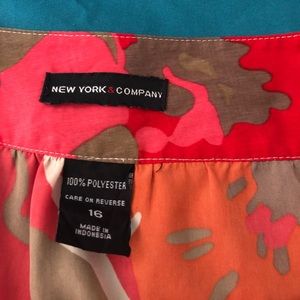 NEW YORK&COMPANY
100% POLYESTER
CARE ON REVERSE
16
MADE IN
INDONESIA